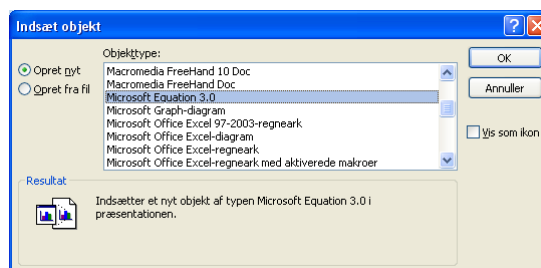 Indsæt objekt
Objekttype:
Opret nyt
Opret fra fil
Macromedia FreeHand 10 Doc
Macromedia FreeHand Doc
Microsoft Equation 3.0
Microsoft Graph-diagram
Microsoft Office Excel 97-2003-regneark
Microsoft Office Excel-diagram
Microsoft Office Excel-regneark
Microsoft Office Excel-regneark med aktiverede makroer
OK
Annuller
Vis som ikon
Resultat
Indsætter et nyt objekt af typen Microsoft Equation 3.0 i
præsentationen.